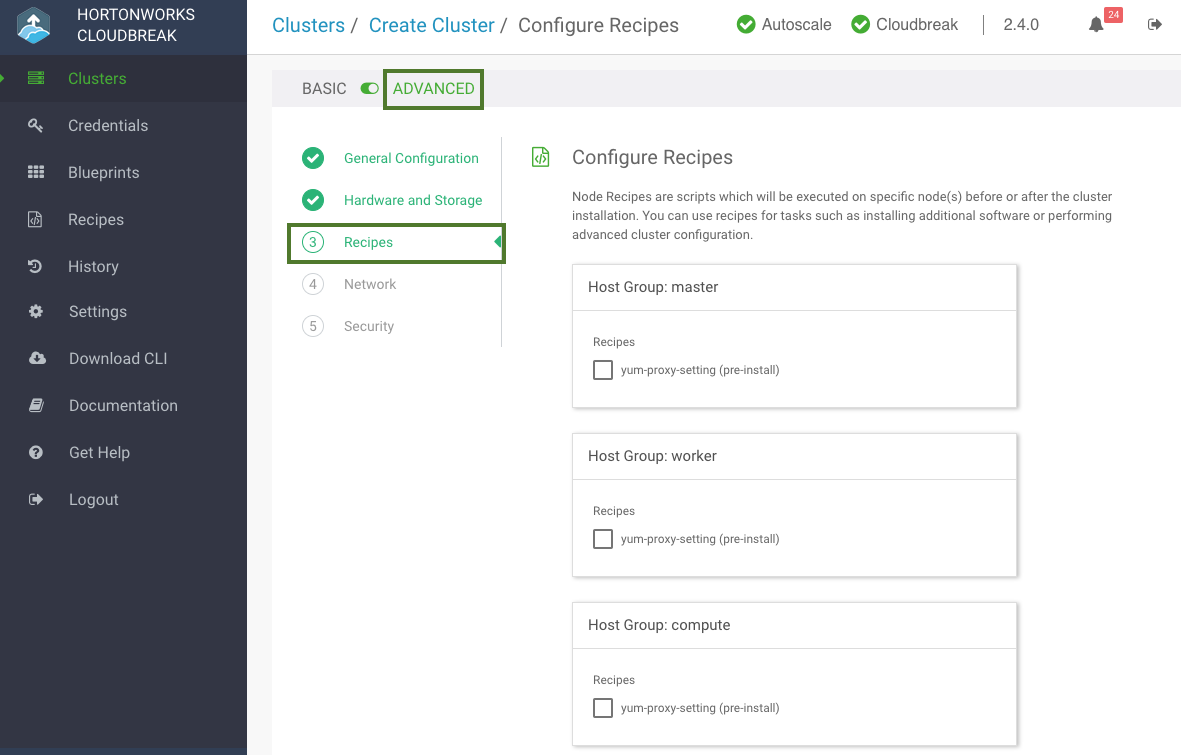 HORTONWORKS
CLOUDBREAK
Clusters / Create Cluster / Configure Recipes
Autoscale
Cloudbreak
2.4.0
24
Clusters
Credentials
Blueprints
Recipes
History
Settings
Download CLI
Documentation
Get Help
Logout
BASIC
ADVANCED
General Configuration
Hardware and Storage
3 Recipes
4 Network
5 Security
Configure Recipes
Node Recipes are scripts which will be executed on specific node(s) before or after the cluster
installation. You can use recipes for tasks such as installing additional software or performing
advanced cluster configuration.
Host Group: master
Recipes
yum-proxy-setting (pre-install)
Host Group: worker
Recipes
yum-proxy-setting (pre-install)
Host Group: compute
Recipes
yum-proxy-setting (pre-install)